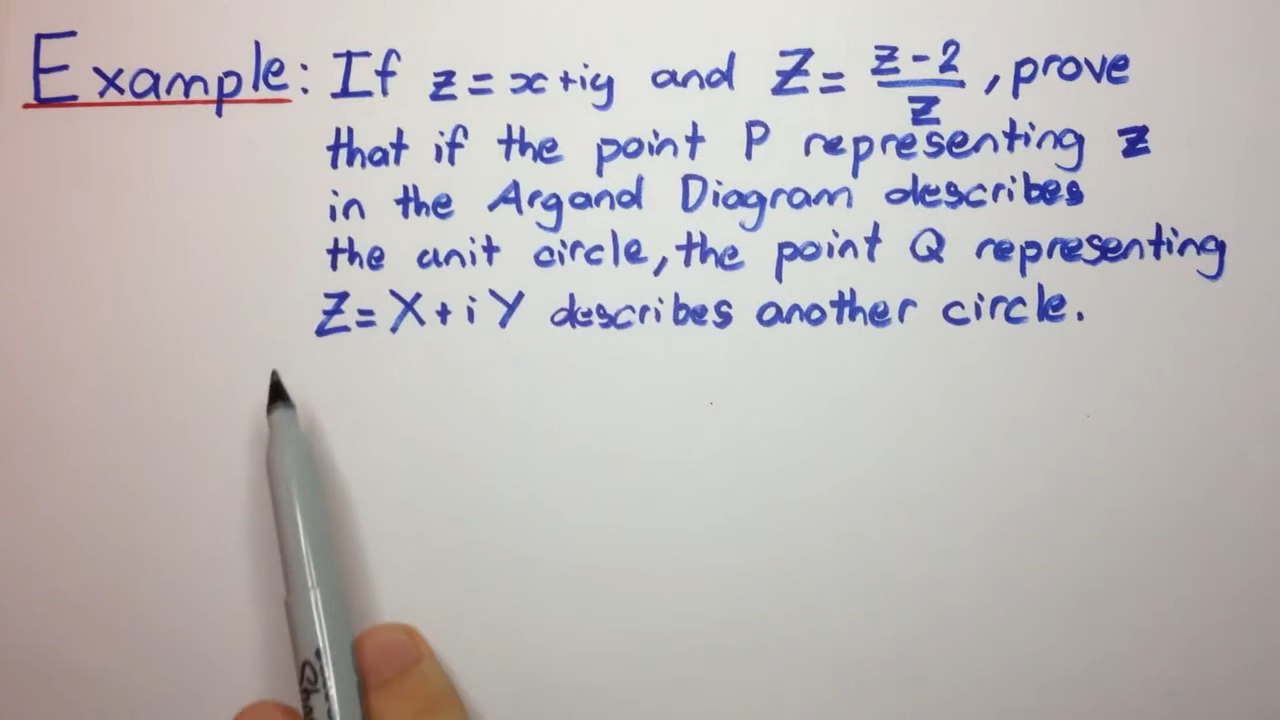 Example: If z = x+iy and Z = z-2/z, prove
that if the point P representing z
in the Argand Diagram describes
the unit circle, the point Q representing
Z = X + iY describes another circle.